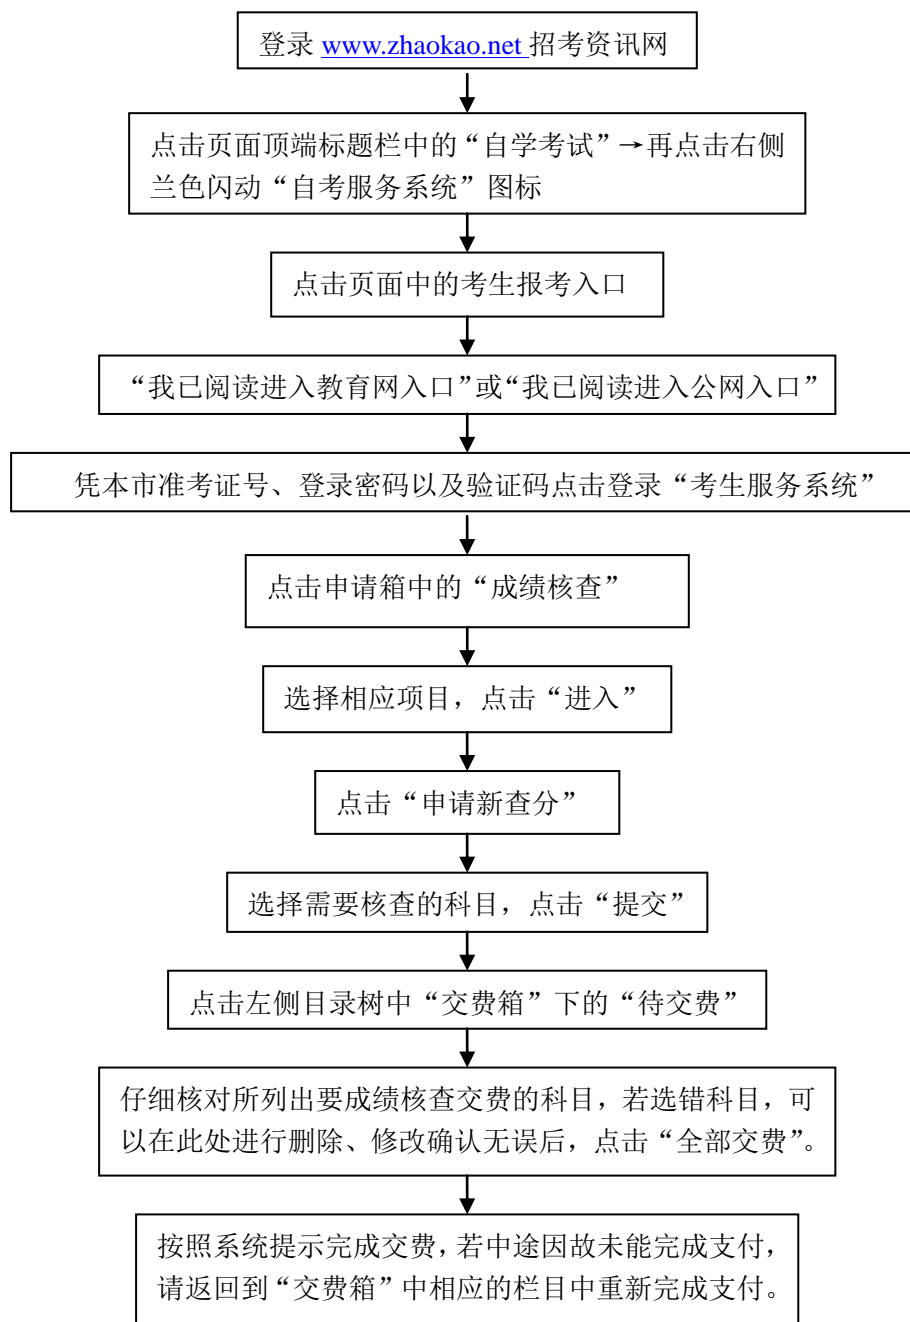 登录 www.zhaokao.net 招考资讯网
点击页面顶端标题栏中的“自学考试”→再点击右侧
兰色闪动“自考服务系统”图标
点击页面中的考生报考入口
“我已阅读进入教育网入口”或“我已阅读进入公网入口”
凭本市准考证号、登录密码以及验证码点击登录“考生服务系统”
点击申请箱中的“成绩核查”
选择相应项目，点击“进入”
点击“申请新查分”
选择需要核查的科目，点击“提交”
点击左侧目录树中“交费箱”下的“待交费”
仔细核对所列出要成绩核查交费的科目，若选错科目，可
以在此处进行删除、修改确认无误后，点击“全部交费”。
按照系统提示完成交费，若中途因故未能完成支付，
请返回到“交费箱”中相应的栏目中重新完成支付。